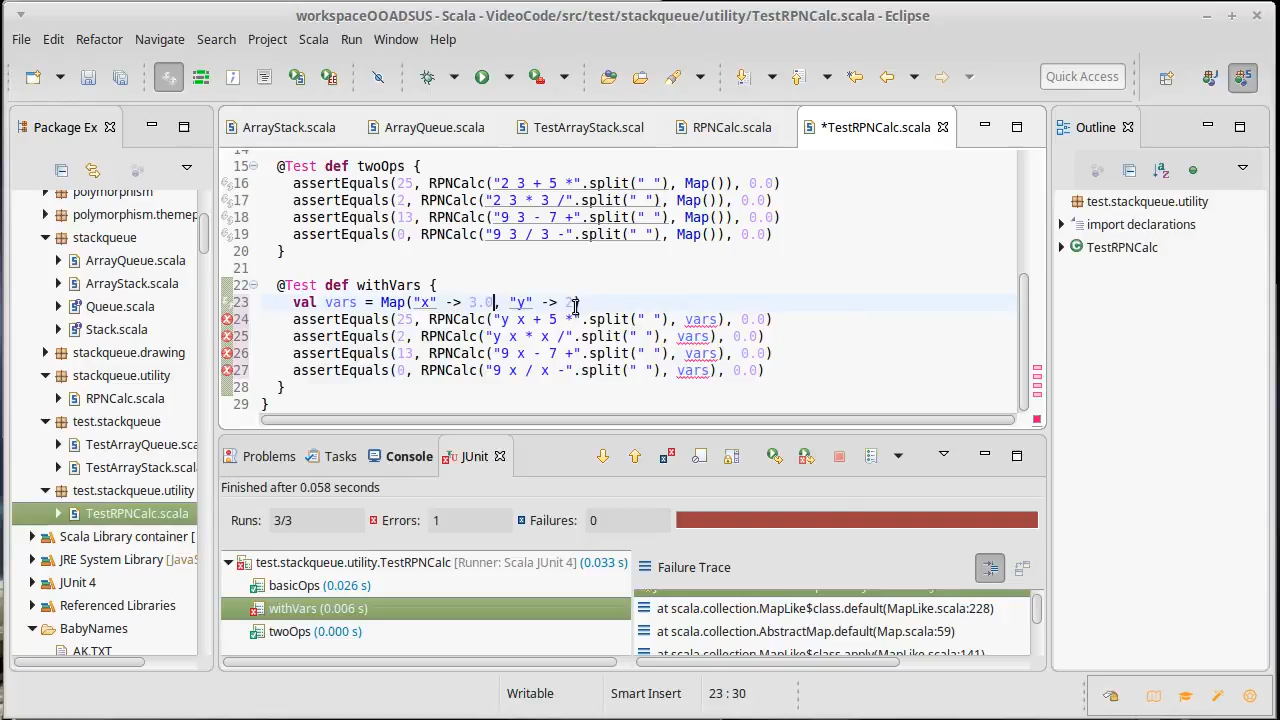 workspaceOOADSUS - Scala - VideoCode/src/test/stackqueue/utility/TestRPNCalc.scala - Eclipse
File Edit Refactor Navigate Search Project Scala Run Window Help
Quick Access
Package Ex
ArrayStack.scala
ArrayQueue.scala
TestArrayStack.scal
RPNCalc.scala
*TestRPNCalc.scala
Outline
polymorphism
polymorphism.themep
stackqueue
ArrayQueue.scala
ArrayStack.scala
Queue.scala
Stack.scala
stackqueue.drawing
stackqueue.utility
RPNCalc.scala
test.stackqueue
TestArrayQueue.sca
TestArrayStack.scal
test.stackqueue.utility
TestRPNCalc.scala
Scala Library container [
JRE System Library [JavaS
JUnit 4
Referenced Libraries
BabyNames
AK.TXT
14
15 @Test def twoOps {
16 assertEquals(25, RPNCalc("2 3 + 5 *".split(" "), Map()), 0.0)
17 assertEquals(2, RPNCalc("2 3 * 3 /".split(" "), Map()), 0.0)
18 assertEquals(13, RPNCalc("9 3 - 7 +".split(" "), Map()), 0.0)
19 assertEquals(0, RPNCalc("9 3 / 3 -".split(" "), Map()), 0.0)
20 }
21
22 @Test def withVars {
23 val vars = Map("x" -> 3.0, "y" -> 2)
24 assertEquals(25, RPNCalc("y x + 5 *".split(" "), vars), 0.0)
25 assertEquals(2, RPNCalc("y x * x /".split(" "), vars), 0.0)
26 assertEquals(13, RPNCalc("9 x - 7 +".split(" "), vars), 0.0)
27 assertEquals(0, RPNCalc("9 x / x -".split(" "), vars), 0.0)
28 }
29 }
test.stackqueue.utility
import declarations
TestRPNCalc
Problems Tasks Console JUnit
Finished after 0.058 seconds
Runs: 3/3 Errors: 1 Failures: 0
test.stackqueue.utility.TestRPNCalc [Runner: Scala JUnit 4] (0.033 s)
basicOps (0.026 s)
withVars (0.006 s)
twoOps (0.000 s)
Failure Trace
at scala.collection.MapLike$class.default(MapLike.scala:228)
at scala.collection.AbstractMap.default(Map.scala:59)
at scala.collection.MapLike$class.apply(MapLike.scala:141)
Writable Smart Insert 23 : 30